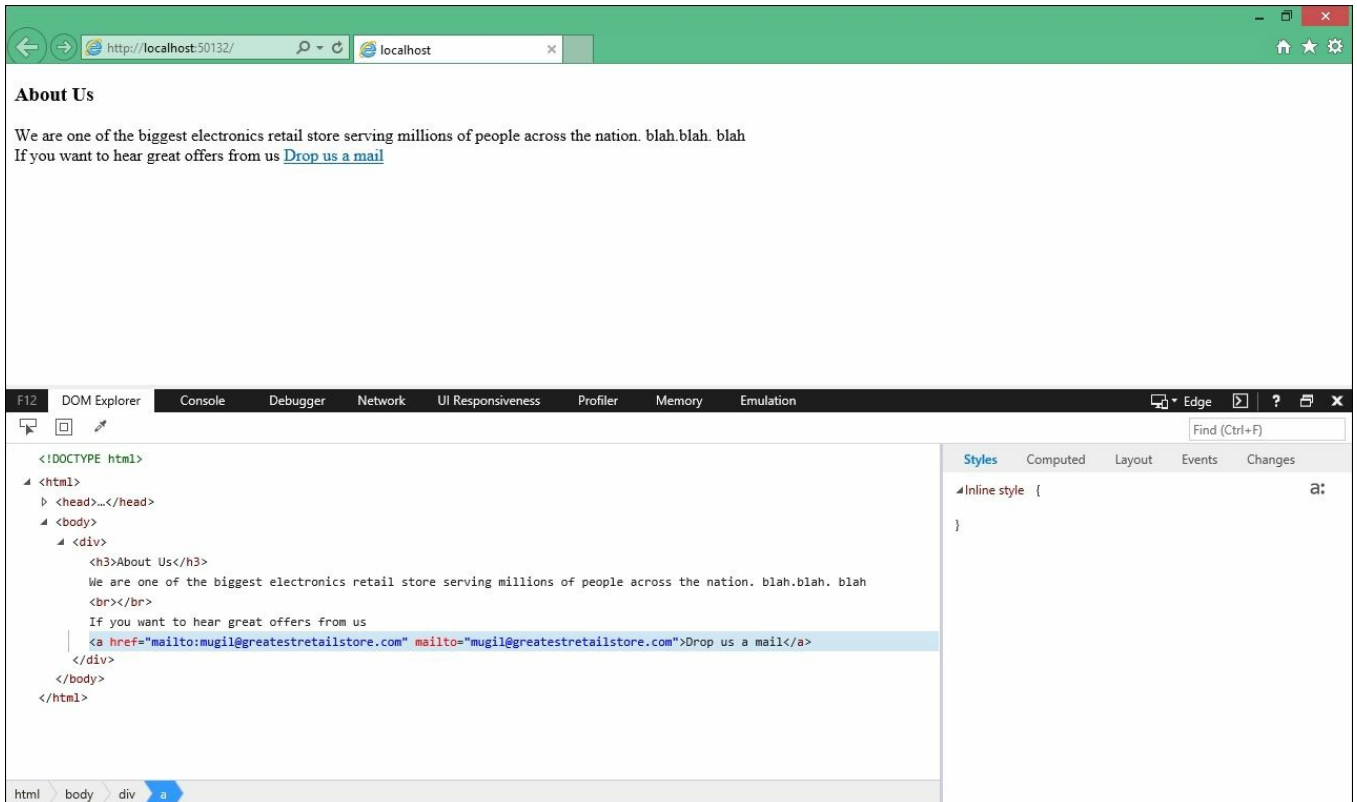 http://localhost:50132/
localhost
About Us
We are one of the biggest electronics retail store serving millions of people across the nation. blah.blah. blah
If you want to hear great offers from us Drop us a mail
F12 DOM Explorer Console Debugger Network UI Responsiveness Profiler Memory Emulation Edge ?
Find (Ctrl+F)
<!DOCTYPE html>
<html>
<head>…</head>
<body>
<div>
<h3>About Us</h3>
We are one of the biggest electronics retail store serving millions of people across the nation. blah.blah. blah
<br></br>
If you want to hear great offers from us
<a href="mailto:mugil@greatestretailstore.com" mailto="mugil@greatestretailstore.com">Drop us a mail</a>
</div>
</body>
</html>
html body div a
Styles Computed Layout Events Changes
Inline style { a:
}